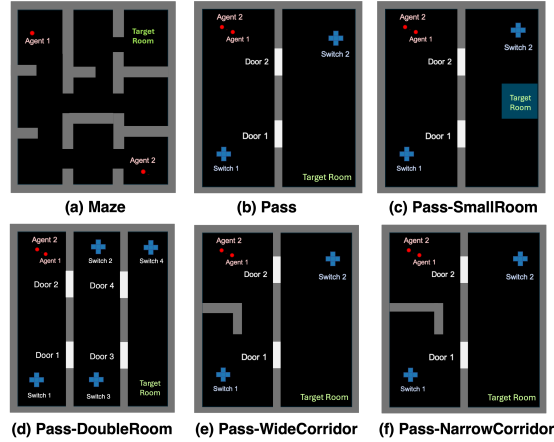 Agent 1
Target
Room
Agent 2
(a) Maze
Agent 2
Agent 1
Switch 2
Door 2
Door 1
Switch 1
Target Room
(b) Pass
Agent 2
Agent 1
Switch 2
Door 2
Target
Room
Door 1
Switch 1
(c) Pass-SmallRoom
Agent 2
Agent 1
Switch 2
Switch 4
Door 2
Door 4
Door 1
Door 3
Target
Room
Switch 1
Switch 3
(d) Pass-DoubleRoom
Agent 2
Agent 1
Switch 2
Door 2
Door 1
Switch 1
Target Room
(e) Pass-WideCorridor
Agent 2
Agent 1
Switch 2
Door 2
Door 1
Switch 1
Target Room
(f) Pass-NarrowCorridor